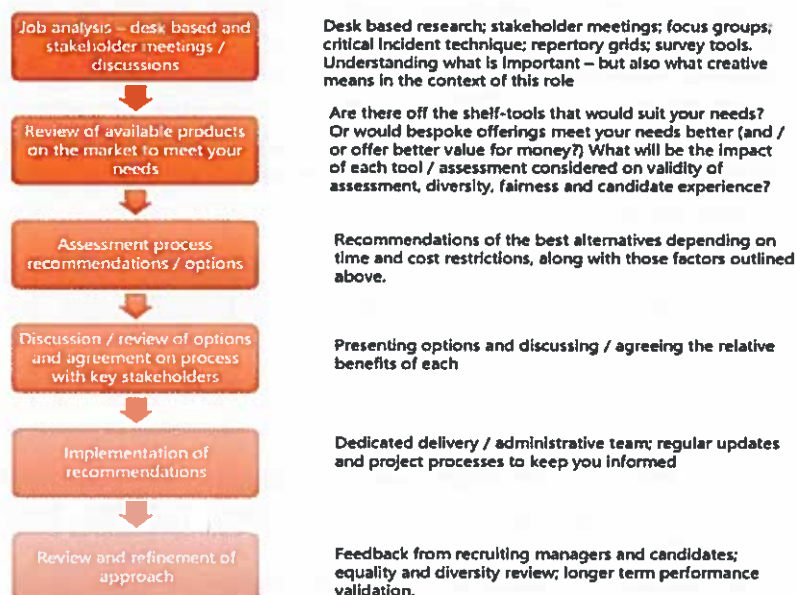 Job analysis – desk based and
stakeholder meetings /
discussions
Desk based research; stakeholder meetings; focus groups;
critical incident technique; repertory grids; survey tools.
Understanding what is important – but also what creative
means in the context of this role
Review of available products
on the market to meet your
needs
Are there off the shelf-tools that would suit your needs?
Or would bespoke offerings meet your needs better (and /
or offer better value for money?) What will be the impact
of each tool / assessment considered on validity of
assessment, diversity, fairness and candidate experience?
Assessment process
recommendations / options
Recommendations of the best alternatives depending on
time and cost restrictions, along with those factors outlined
above.
Discussion / review of options
and agreement on process
with key stakeholders
Presenting options and discussing / agreeing the relative
benefits of each
Implementation of
recommendations
Dedicated delivery / administrative team; regular updates
and project processes to keep you informed
Review and refinement of
approach
Feedback from recruiting managers and candidates;
equality and diversity review; longer term performance
validation.